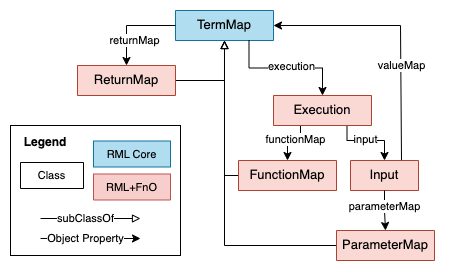 TermMap
returnMap
ReturnMap
execution
valueMap
Execution
functionMap
input
FunctionMap
Input
parameterMap
ParameterMap
Legend
Class
RML Core
RML+FnO
subClassOf
Object Property